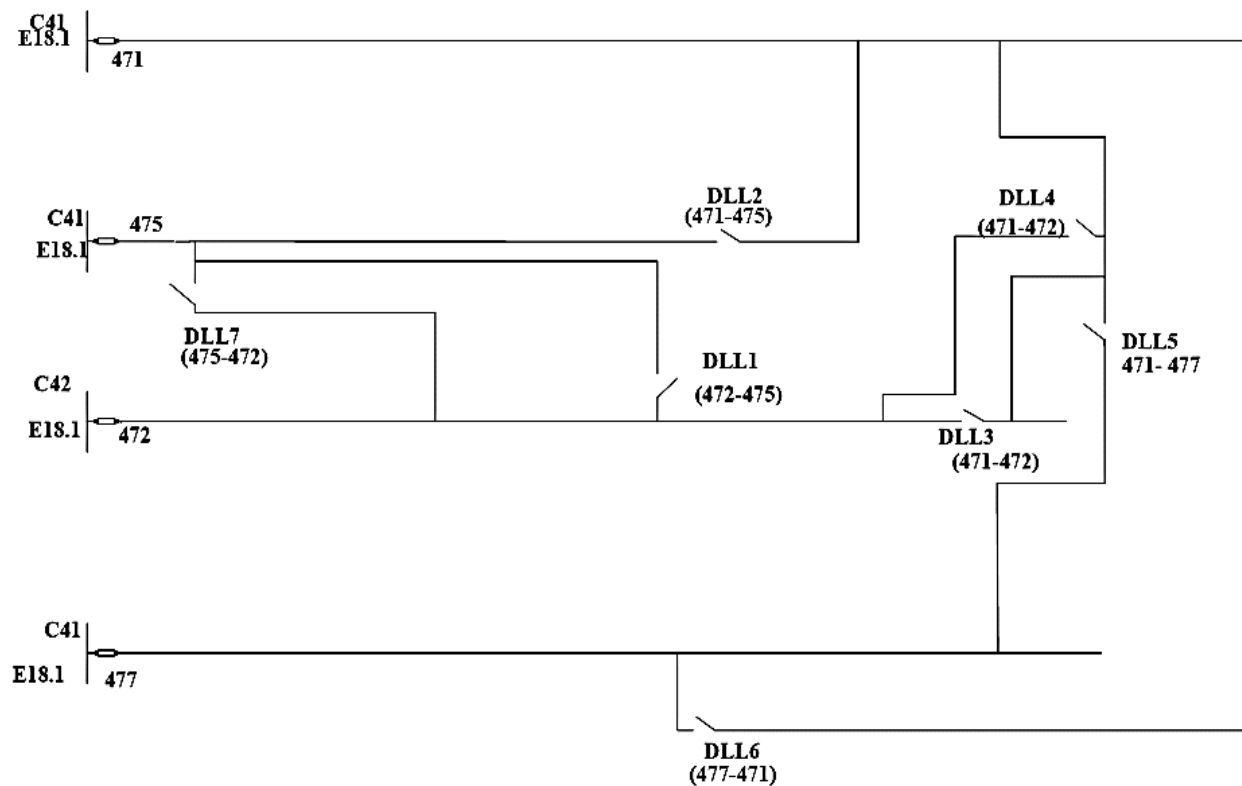 C41
E18.1
471
C41
475
E18.1
DLL2
(471-475)
DLL4
(471-472)
DLL7
(475-472)
DLL1
(472-475)
DLL5
471- 477
C42
E18.1
472
DLL3
(471-472)
C41
E18.1
477
DLL6
(477-471)